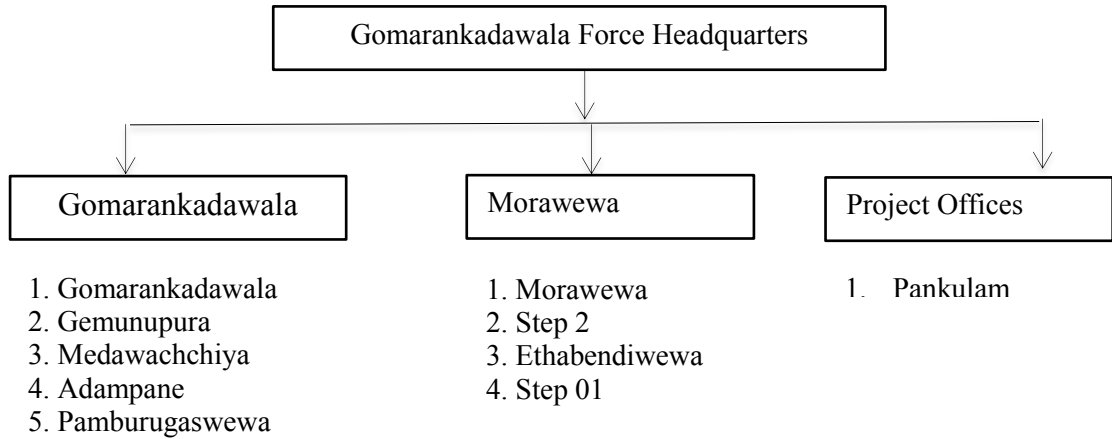 Gomarankadawala Force Headquarters
Gomarankadawala
Morawewa
Project Offices
1. Gomarankadawala
2. Gemunupura
3. Medawachchiya
4. Adampane
5. Pamburugaswewa
1. Morawewa
2. Step 2
3. Ethabendiwewa
4. Step 01
1. Pankulam